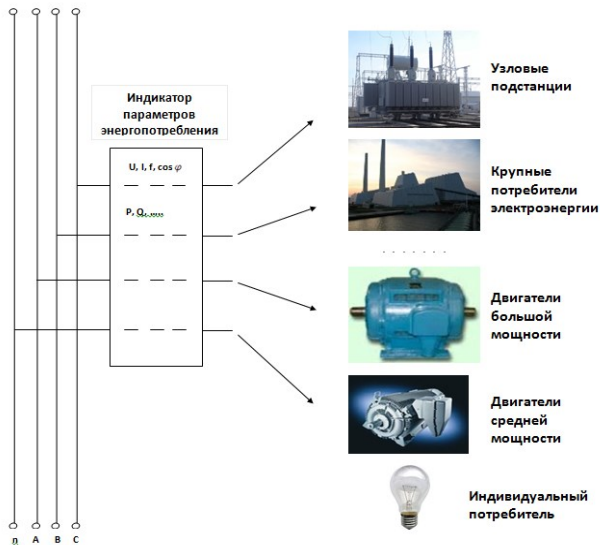 Индикатор
параметров
энергопотребления
U, I, f, cos φ
P, Q,
Узловые
подстанции
Крупные
потребители
электроэнергии
. . . . . . .
Двигатели
большой
мощности
Двигатели
средней
мощности
Индивидуальный
потребитель
n A B C